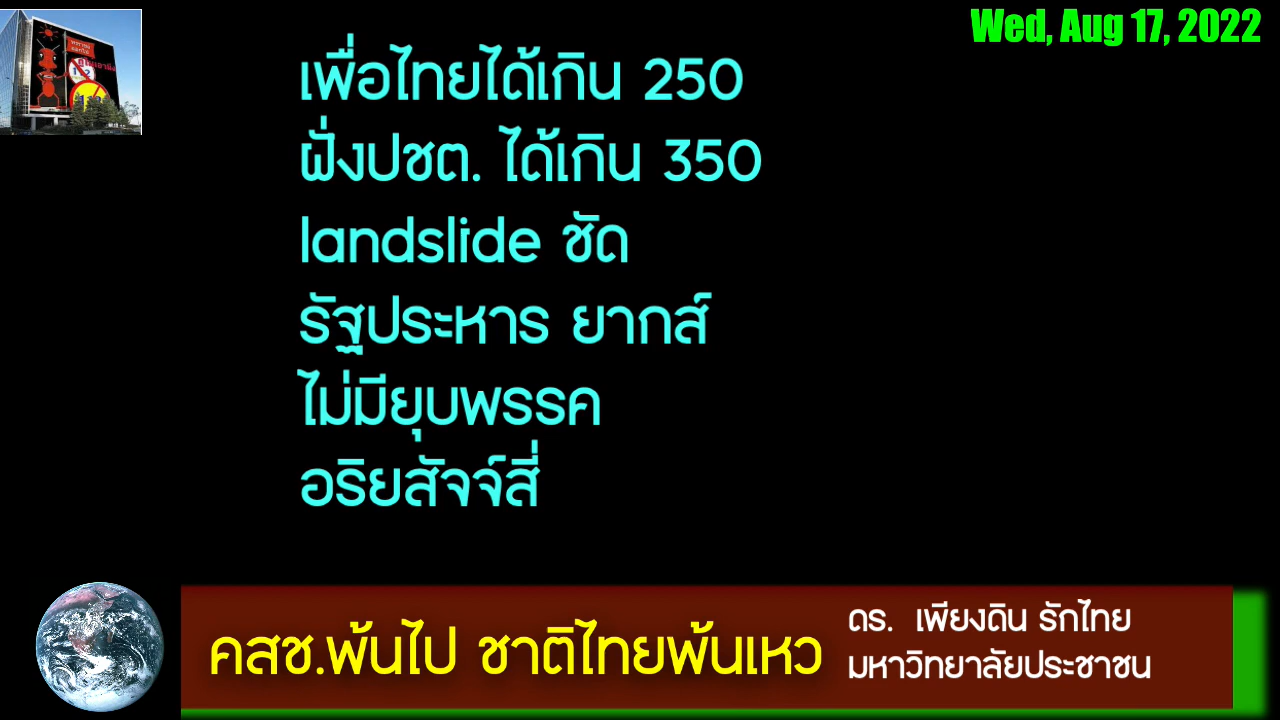 Wed, Aug 17, 2022
เพื่อไทยได้เกิน 250
ฝั่งปชต. ได้เกิน 350
landslide ชัด
รัฐประหาร ยากส์
ไม่มียุบพรรค
อริยสัจจ์สี่
คสช.พ้นไป ชาติไทยพ้นเหว
ดร. เพียงดิน รักไทย
มหาวิทยาลัยประชาชน